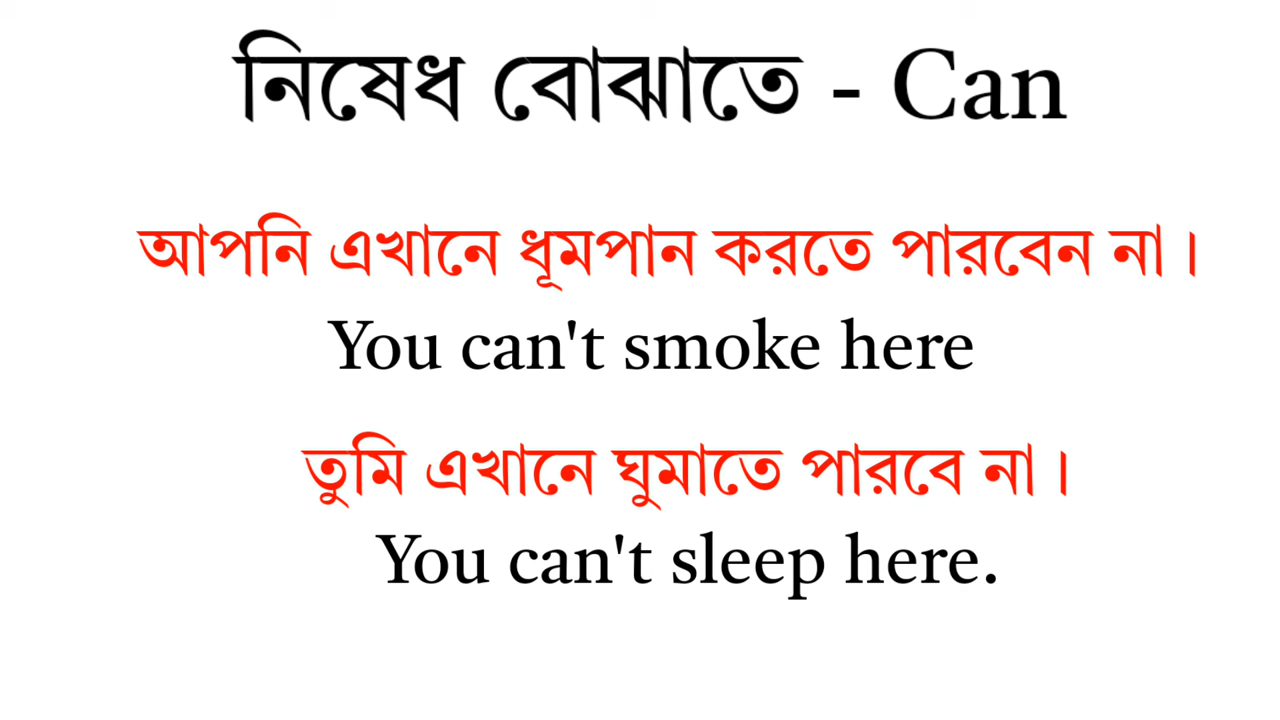 নিষেধ বোঝাতে - Can
আপনি এখানে ধূমপান করতে পারবেন না।
You can't smoke here
তুমি এখানে ঘুমাতে পারবে না।
You can't sleep here.